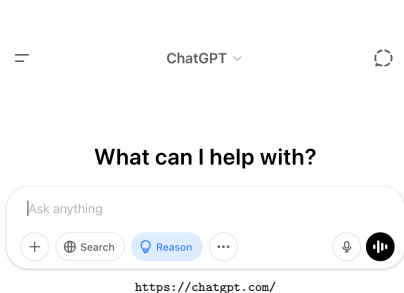 ChatGPT
What can I help with?
Ask anything
Search
Reason
https://chatgpt.com/